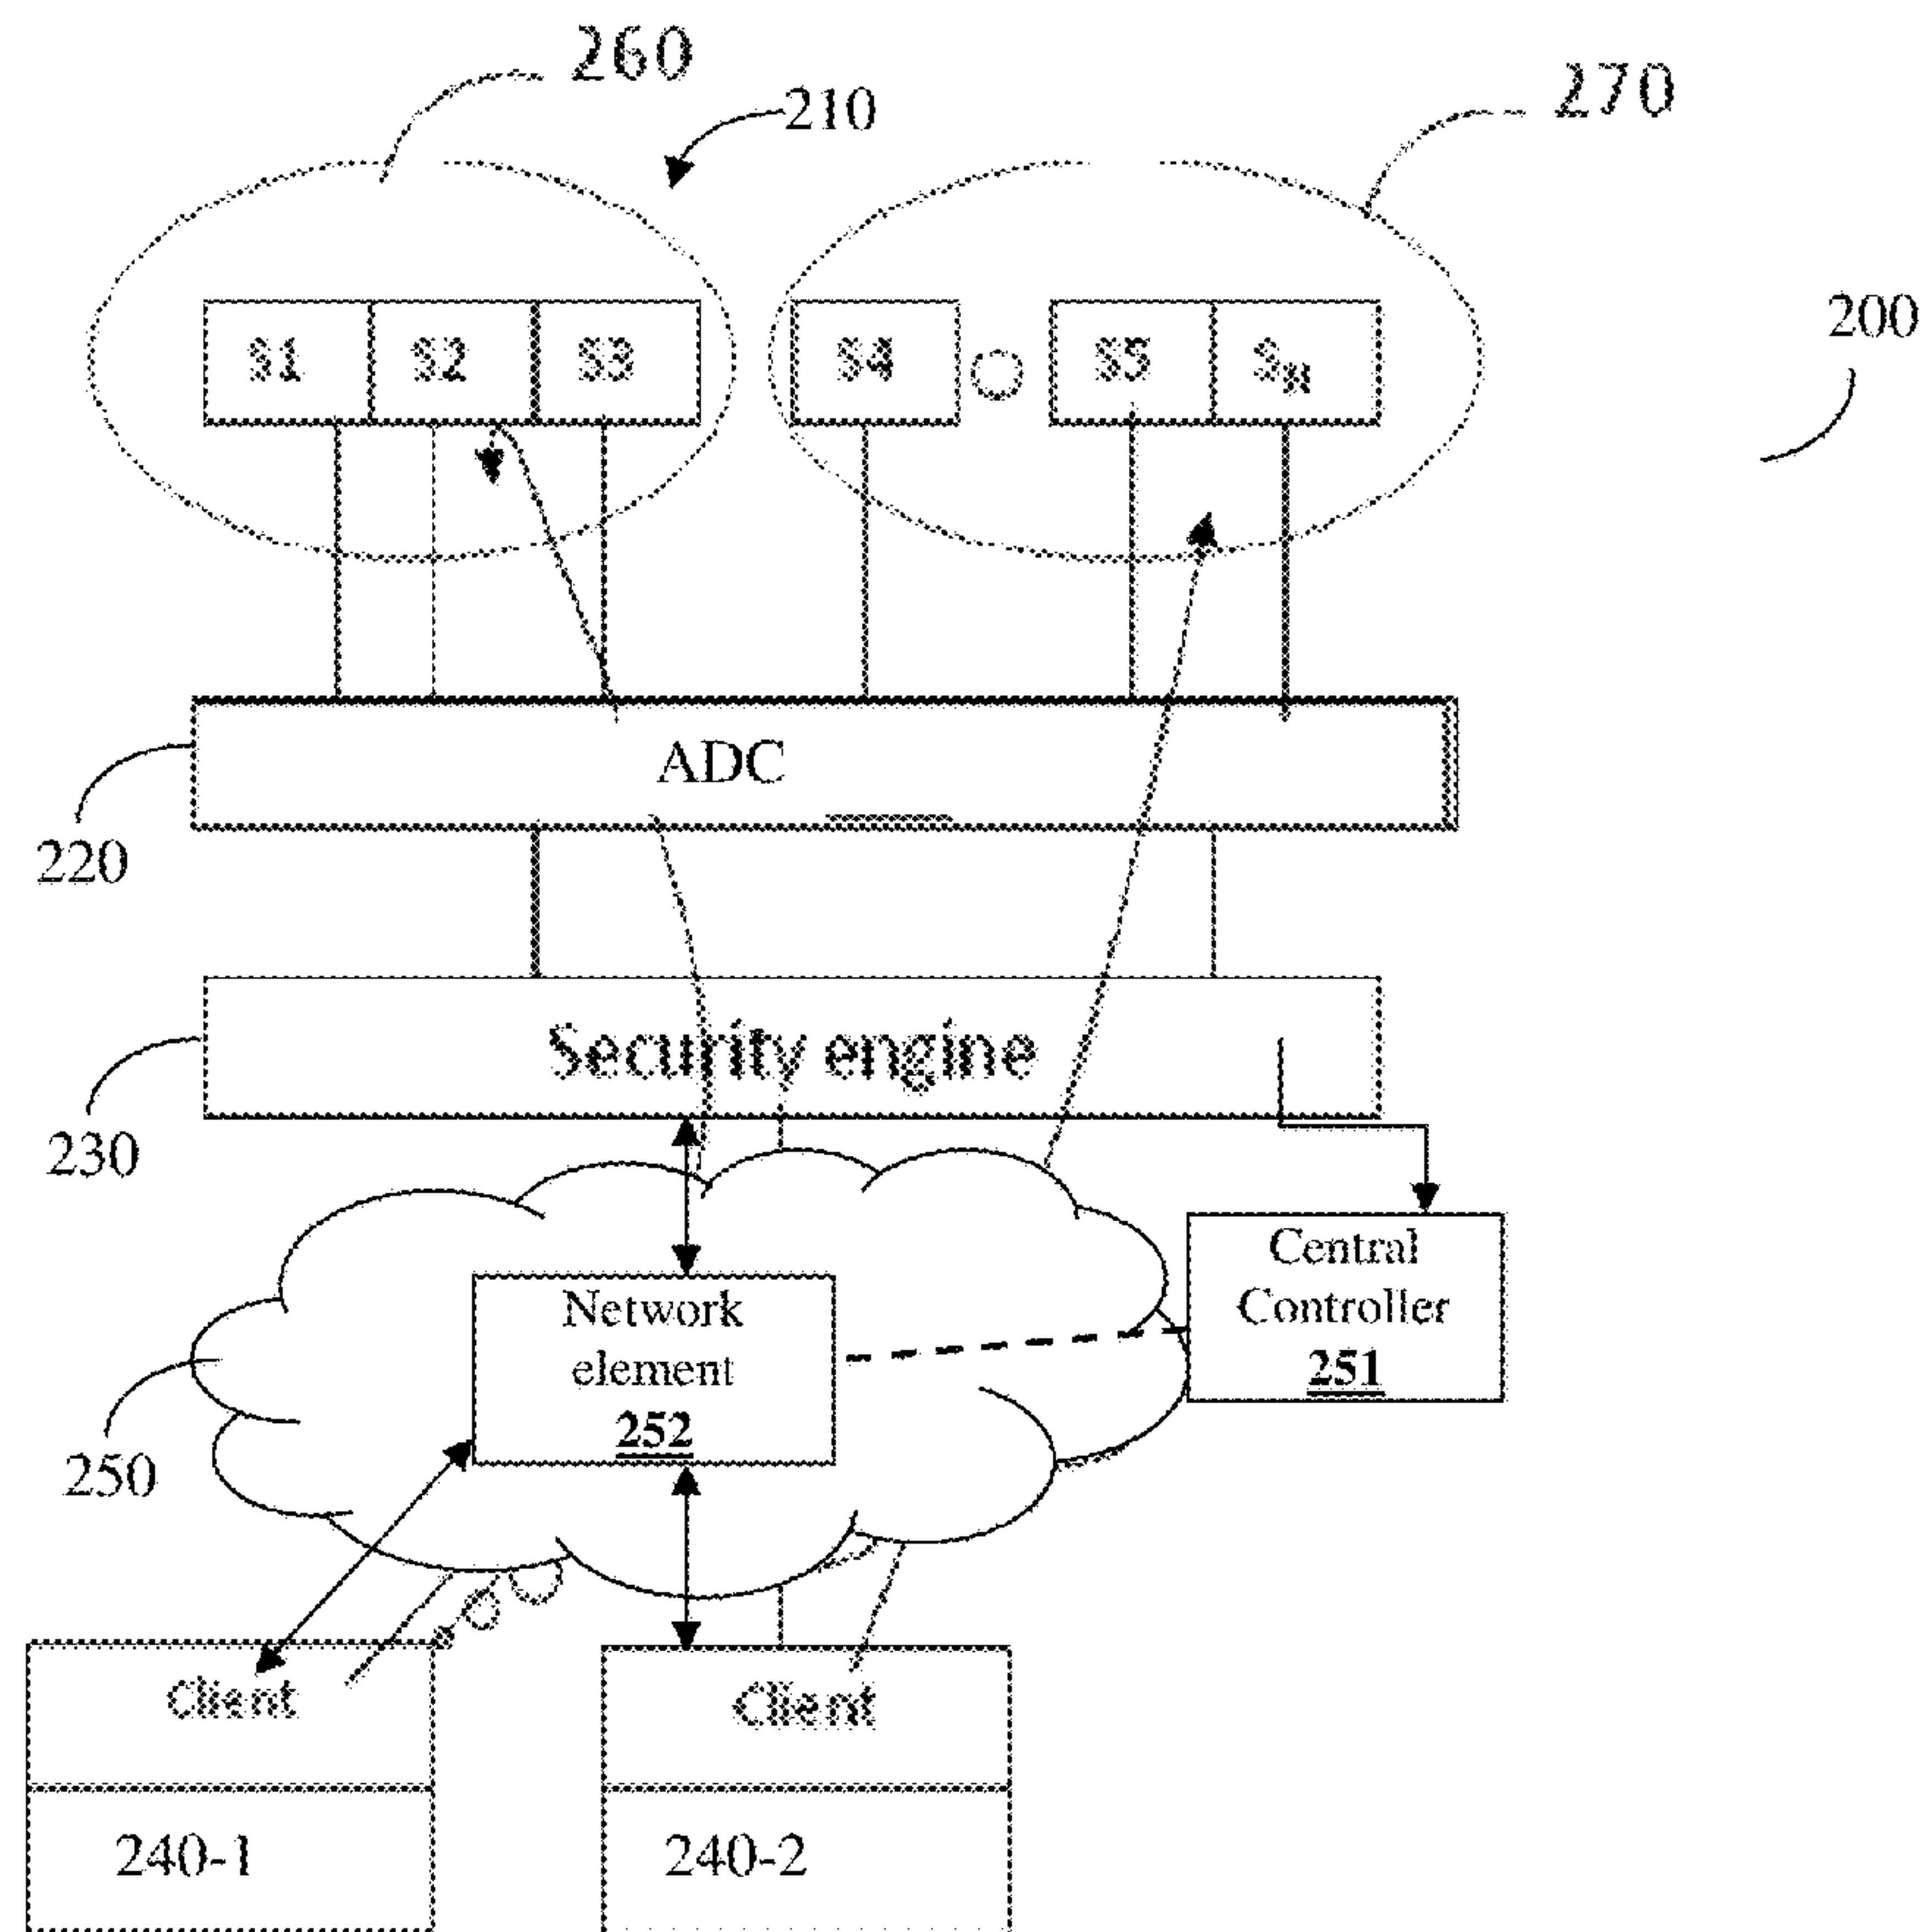 260
210
270
200
S1 S2 S3 S4 S5 SN
ADC
220
Security engine
230
Central
Controller
251
Network
element
252
250
Client Client
240-1 240-2